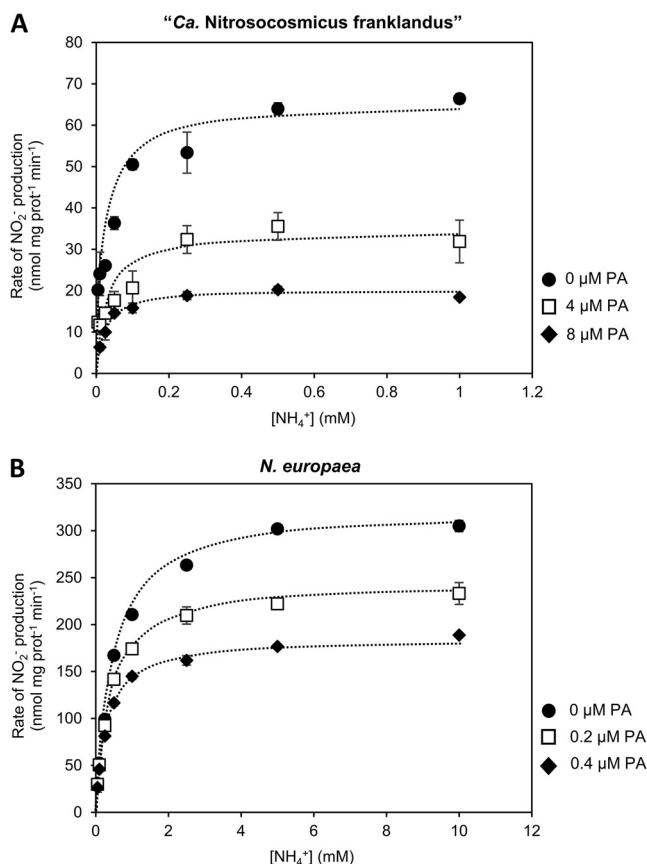 A
"Ca. Nitrosocosmicus franklandus"
80
70
60
50
40
30
20
10
0
0
0.2
0.4
0.6
0.8
1
1.2
Rate of NO₂⁻ production
(nmol mg prot⁻¹ min⁻¹)
[NH₄⁺] (mM)
0 µM PA
4 µM PA
8 µM PA
B
N. europaea
350
300
250
200
150
100
50
0
0
2
4
6
8
10
12
Rate of NO₂⁻ production
(nmol mg prot⁻¹ min⁻¹)
[NH₄⁺] (mM)
0 µM PA
0.2 µM PA
0.4 µM PA